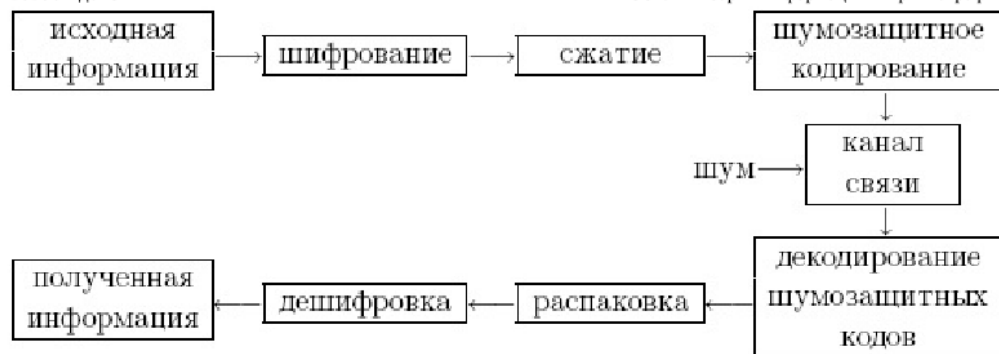 исходная
информация
шифрование
сжатие
шумозащитное
кодирование
шум
канал
связи
декодирование
шумозащитных
кодов
распаковка
дешифровка
полученная
информация